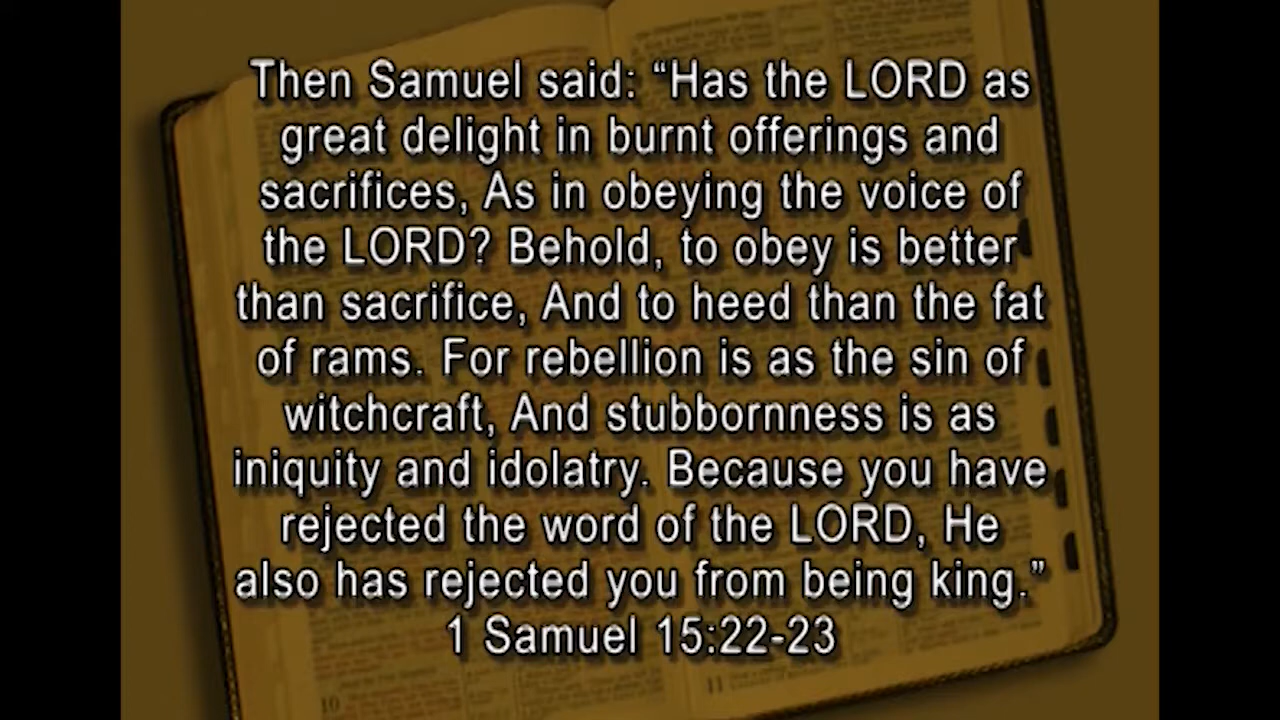 Then Samuel said: “Has the LORD as
great delight in burnt offerings and
sacrifices, As in obeying the voice of
the LORD? Behold, to obey is better
than sacrifice, And to heed than the fat
of rams. For rebellion is as the sin of
witchcraft, And stubbornness is as
iniquity and idolatry. Because you have
rejected the word of the LORD, He
also has rejected you from being king.”
1 Samuel 15:22-23
10
11